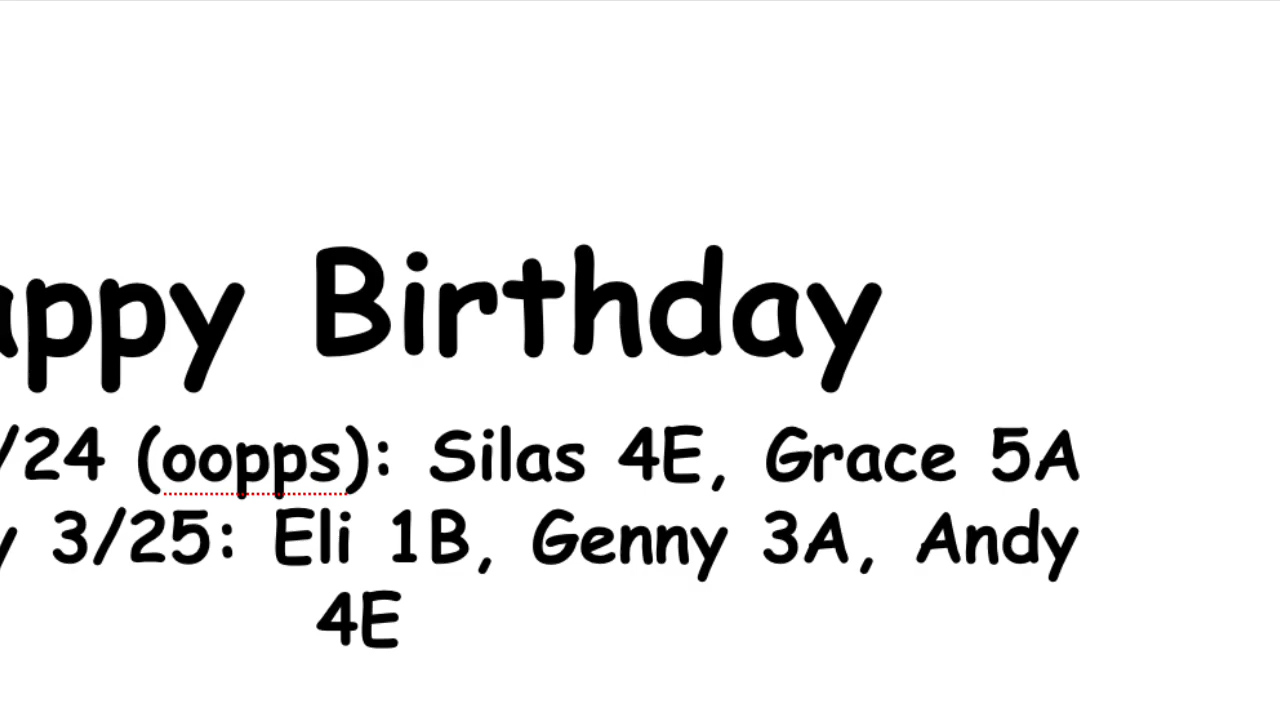 appy Birthday
/24 (oopps): Silas 4E, Grace 5A
y 3/25: Eli 1B, Genny 3A, Andy
4E